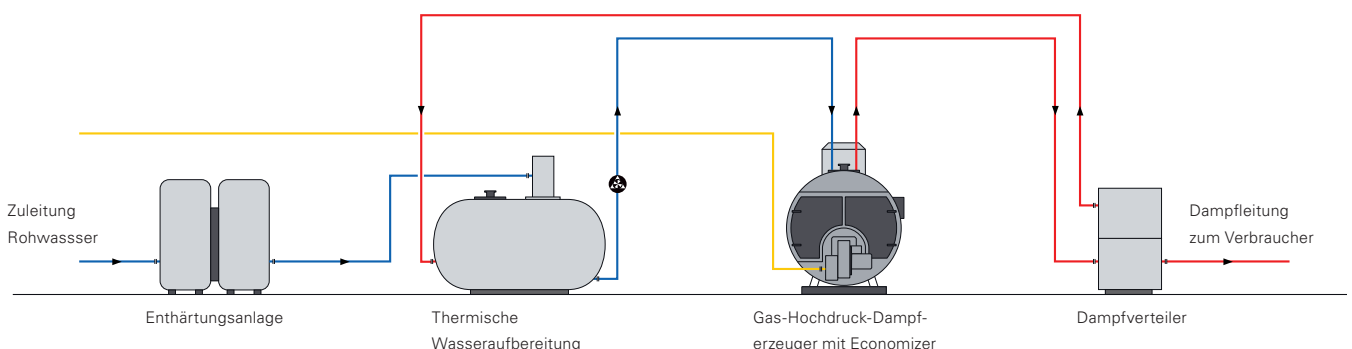 Zuleitung
Rohwassser
Dampfleitung
zum Verbraucher
Enthärtungsanlage
Thermische
Wasseraufbereitung
Gas-Hochdruck-Dampf-
erzeuger mit Economizer
Dampfverteiler